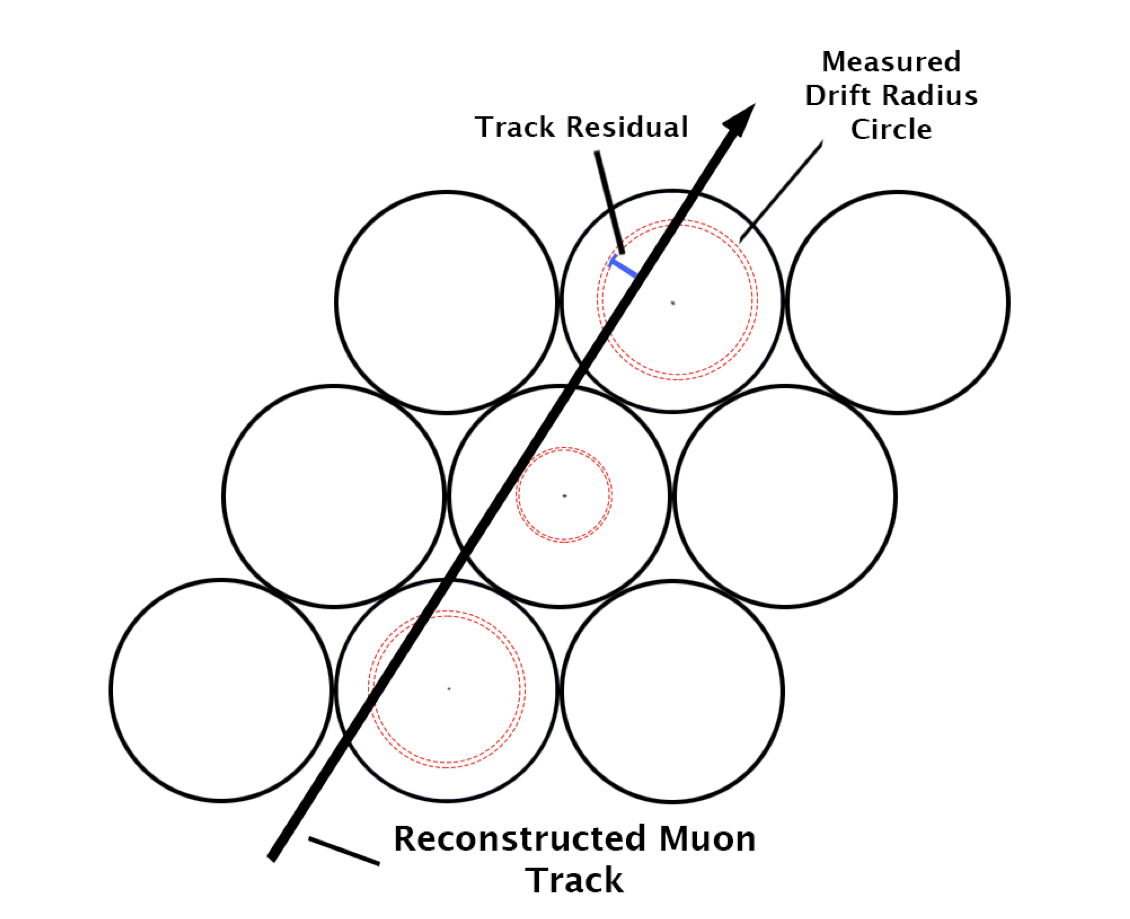 Measured
Drift Radius
Circle
Track Residual
Reconstructed Muon
Track